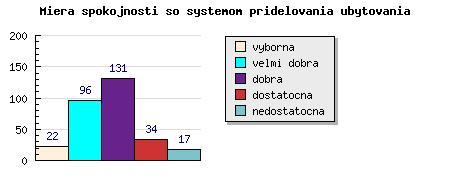 Miera spokojnosti so systemom pridelovania ubytovania
200
150
100
50
0
22
96
131
34
17
vyborna
velmi dobra
dobra
dostatocna
nedostatocna